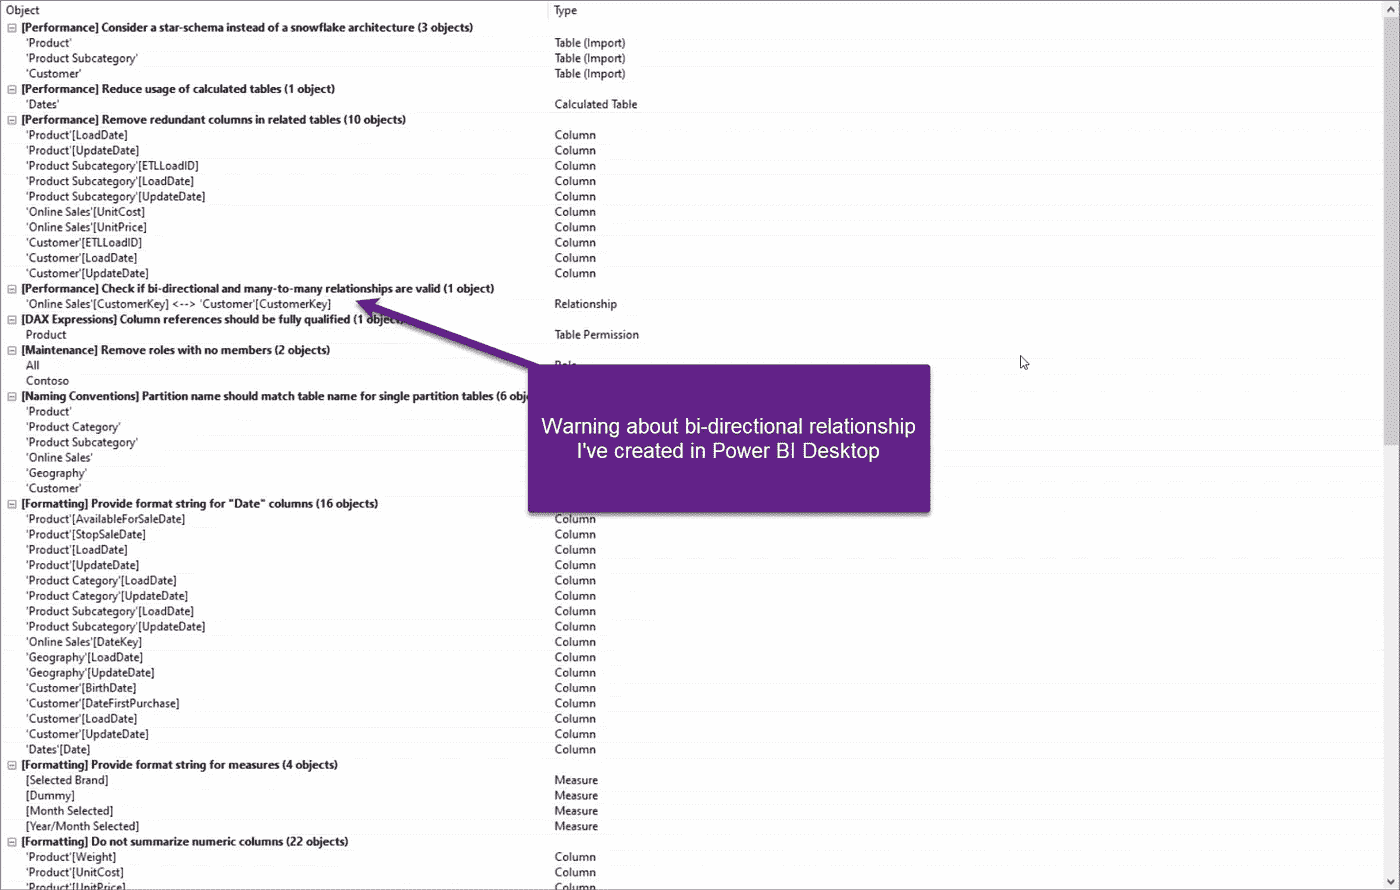 Object Type
[Performance] Consider a star-schema instead of a snowflake architecture (3 objects)
'Product' Table (Import)
'Product Subcategory' Table (Import)
'Customer' Table (Import)
[Performance] Reduce usage of calculated tables (1 object)
'Dates' Calculated Table
[Performance] Remove redundant columns in related tables (10 objects)
'Product'[LoadDate] Column
'Product'[UpdateDate] Column
'Product Subcategory'[ETLLoadID] Column
'Product Subcategory'[LoadDate] Column
'Product Subcategory'[UpdateDate] Column
'Online Sales'[UnitCost] Column
'Online Sales'[UnitPrice] Column
'Customer'[ETLLoadID] Column
'Customer'[LoadDate] Column
'Customer'[UpdateDate] Column
[Performance] Check if bi-directional and many-to-many relationships are valid (1 object)
'Online Sales'[CustomerKey] <--> 'Customer'[CustomerKey] Relationship
[DAX Expressions] Column references should be fully qualified (1 object)
Product Table Permission
[Maintenance] Remove roles with no members (2 objects)
All Role
Contoso
[Naming Conventions] Partition name should match table name for single partition tables (6 obj
'Product'
'Product Category'
'Product Subcategory'
'Online Sales'
'Geography'
'Customer'
Warning about bi-directional relationship
I've created in Power BI Desktop
[Formatting] Provide format string for "Date" columns (16 objects)
'Product'[AvailableForSaleDate] Column
'Product'[StopSaleDate] Column
'Product'[LoadDate] Column
'Product'[UpdateDate] Column
'Product Category'[LoadDate] Column
'Product Category'[UpdateDate] Column
'Product Subcategory'[LoadDate] Column
'Product Subcategory'[UpdateDate] Column
'Online Sales'[DateKey] Column
'Geography'[LoadDate] Column
'Geography'[UpdateDate] Column
'Customer'[BirthDate] Column
'Customer'[DateFirstPurchase] Column
'Customer'[LoadDate] Column
'Customer'[UpdateDate] Column
'Dates'[Date] Column
[Formatting] Provide format string for measures (4 objects)
[Selected Brand] Measure
[Dummy] Measure
[Month Selected] Measure
[Year/Month Selected] Measure
[Formatting] Do not summarize numeric columns (22 objects)
'Product'[Weight] Column
'Product'[UnitCost] Column
'Product'[UnitPrice] Column